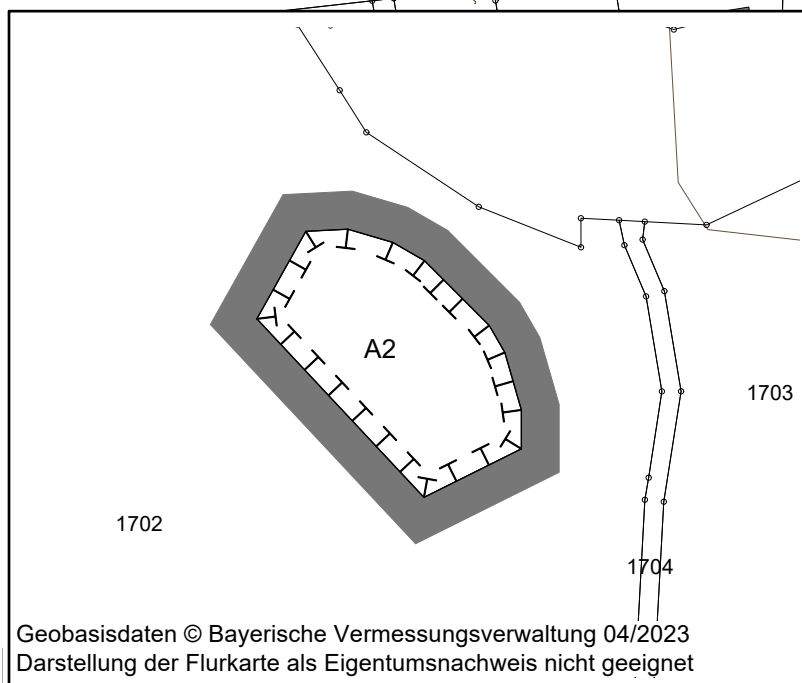 A2
1703
1702
1704
Geobasisdaten © Bayerische Vermessungsverwaltung 04/2023
Darstellung der Flurkarte als Eigentumsnachweis nicht geeignet